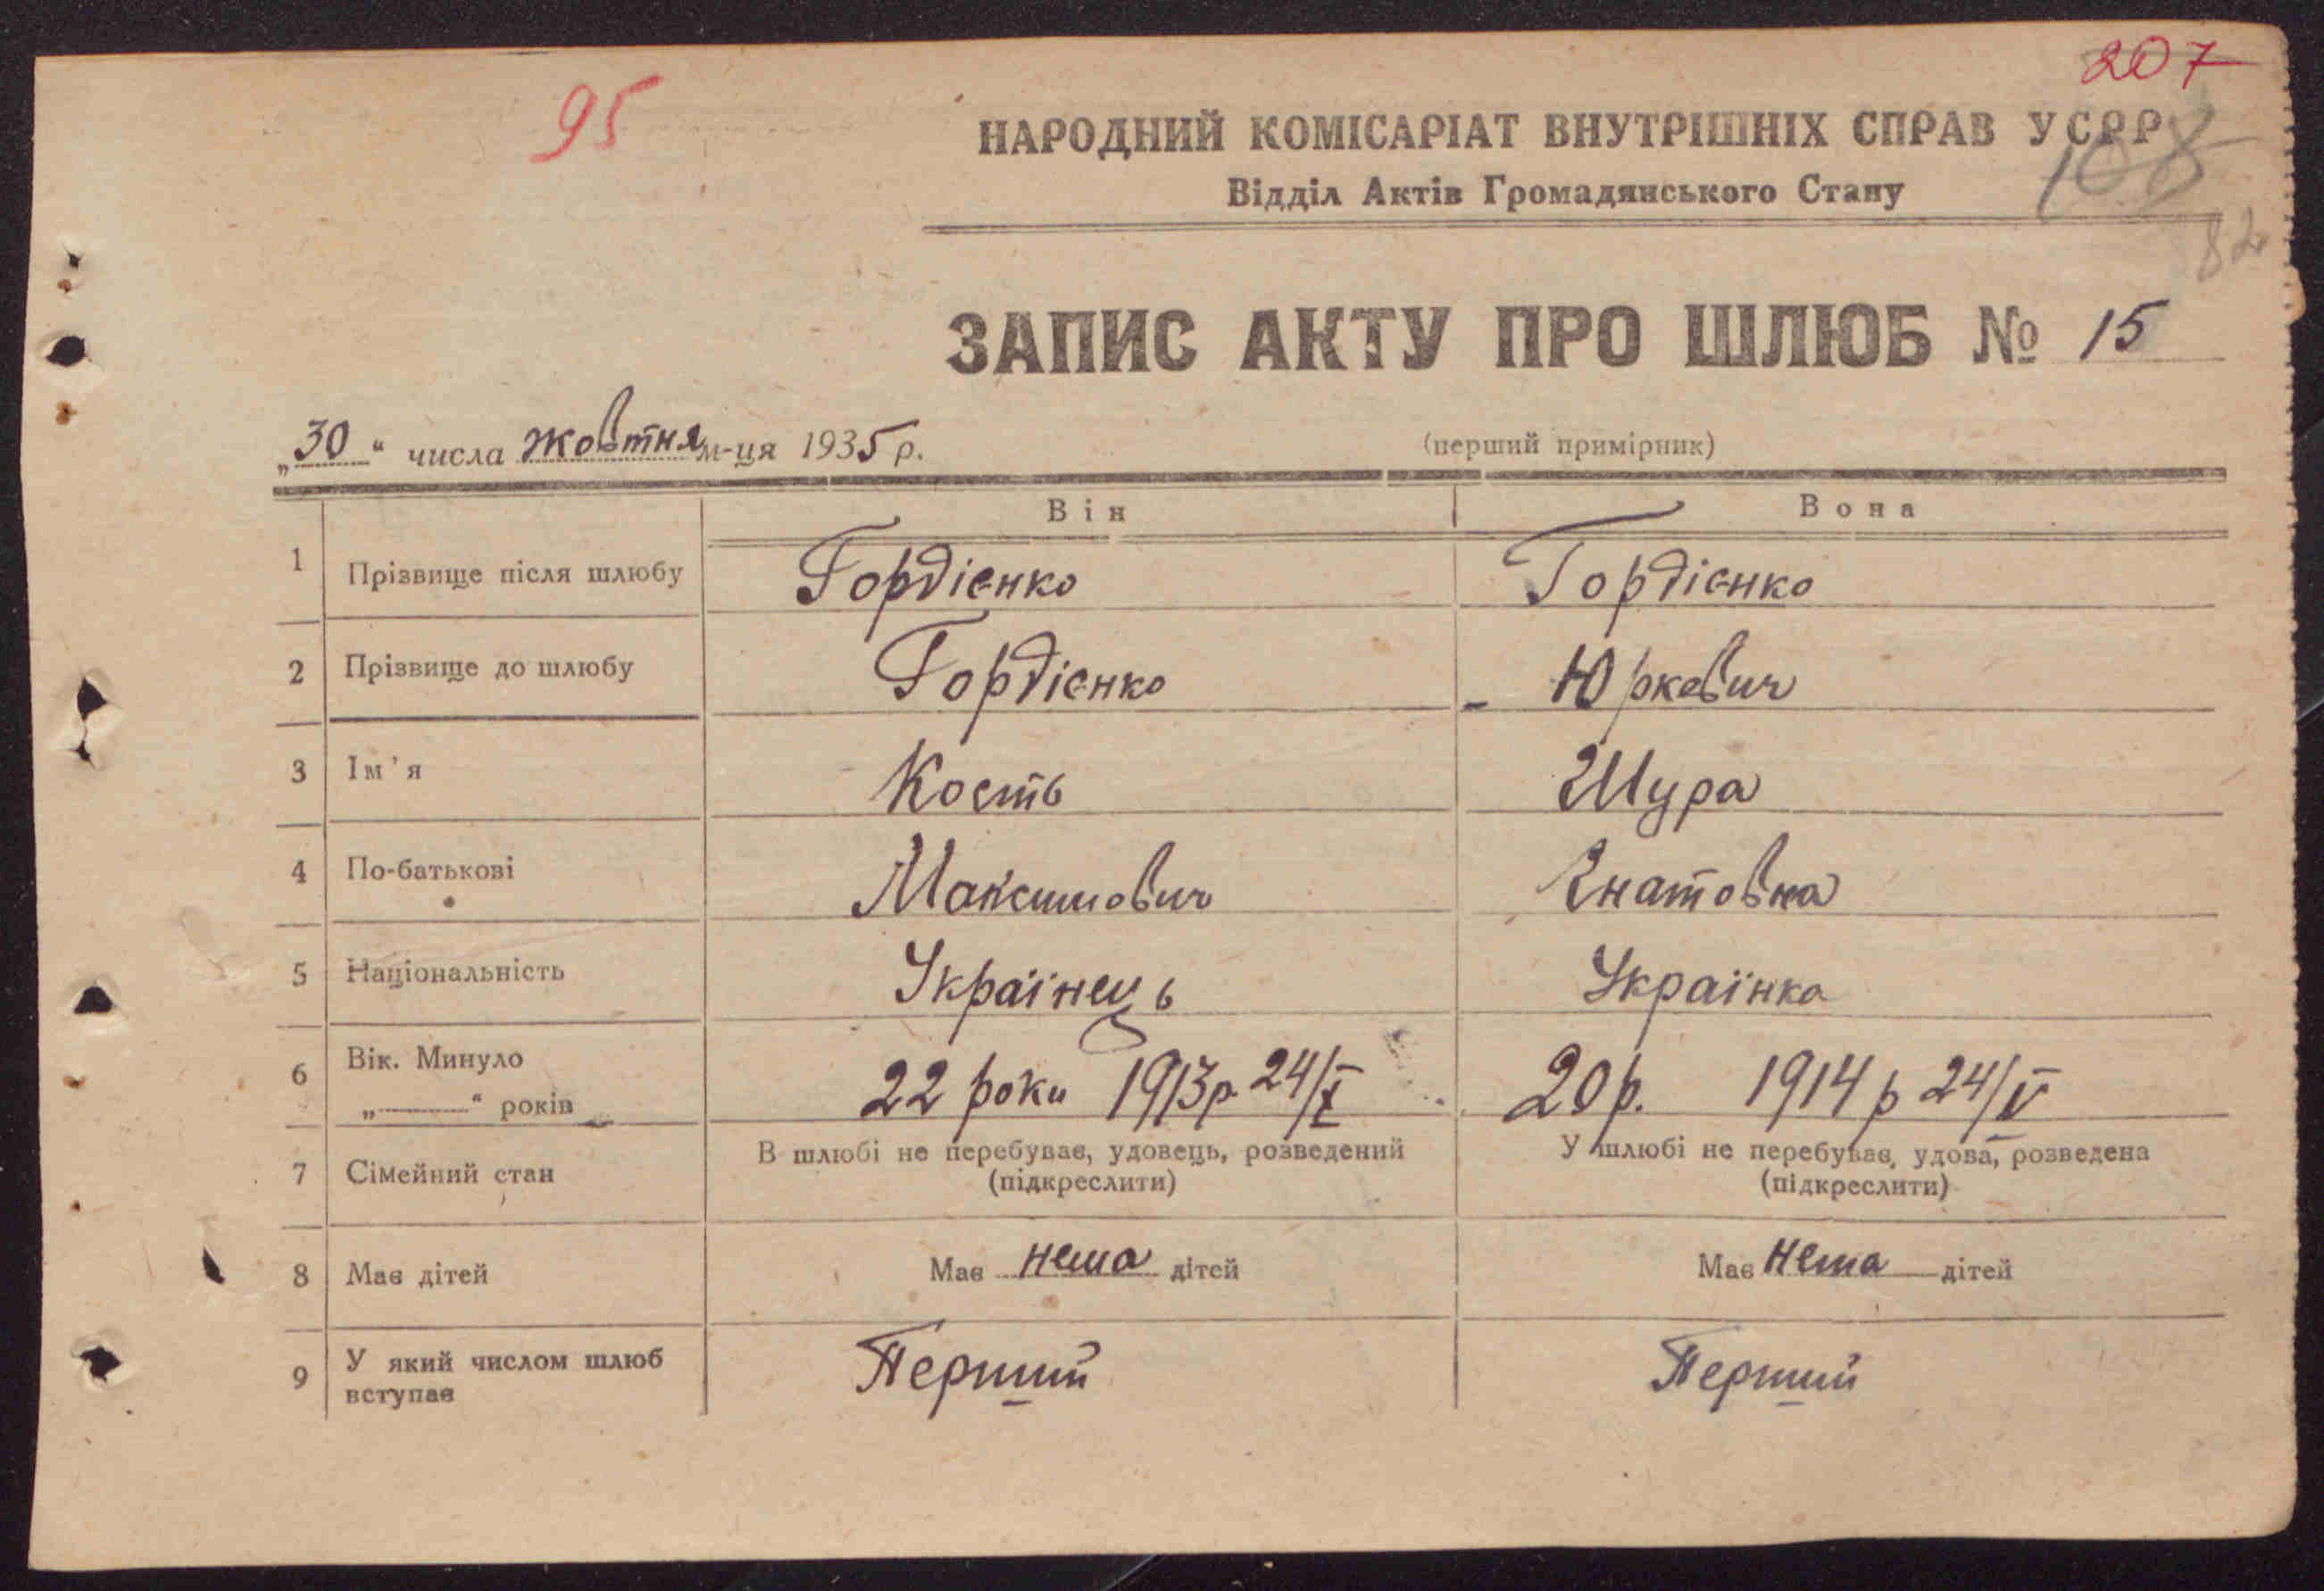 207
95
НАРОДНИЙ КОМІСАРІАТ ВНУТРІШНІХ СПРАВ УСРР
108
Відділ Актів Громадянського Стану
82
ЗАПИС АКТУ ПРО ШЛЮБ № 15
„30“ числа жовтня м-ця 1935 р.
(перший примірник)
Він Вона
1 Прізвище після шлюбу Гордієнко Гордієнко
2 Прізвище до шлюбу Гордієнко - Юркевич
3 Ім'я Кость Шура
4 По-батькові Максимович Гнатовна
5 Національність Українець Українка
6 Вік. Минуло
„———“ років 22 роки 1913р 24/X 20р. 1914 р 24/V
7 Сімейний стан В шлюбі не перебуває, удовець, розведений У шлюбі не перебуває, удова, розведена
(підкреслити) (підкреслити)
8 Має дітей Має нема дітей Має нема дітей
9 У який числом шлюб
вступає Перший Перший